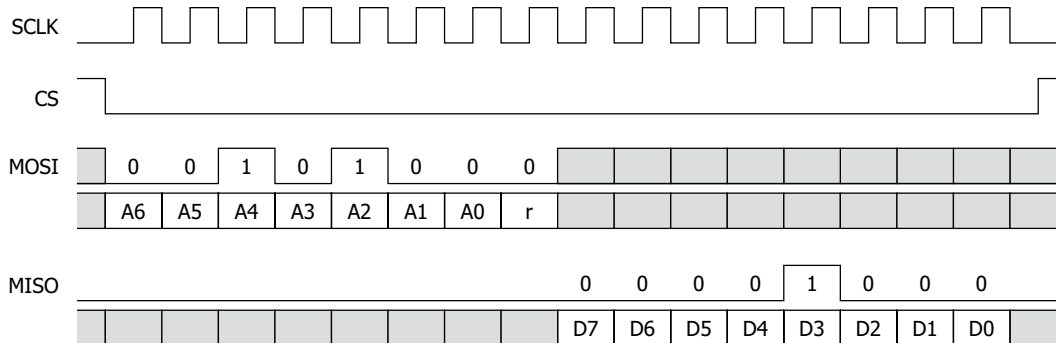 SCLK
CS
MOSI 0 0 1 0 1 0 0 0
A6 A5 A4 A3 A2 A1 A0 r
MISO 0 0 0 0 1 0 0 0
D7 D6 D5 D4 D3 D2 D1 D0